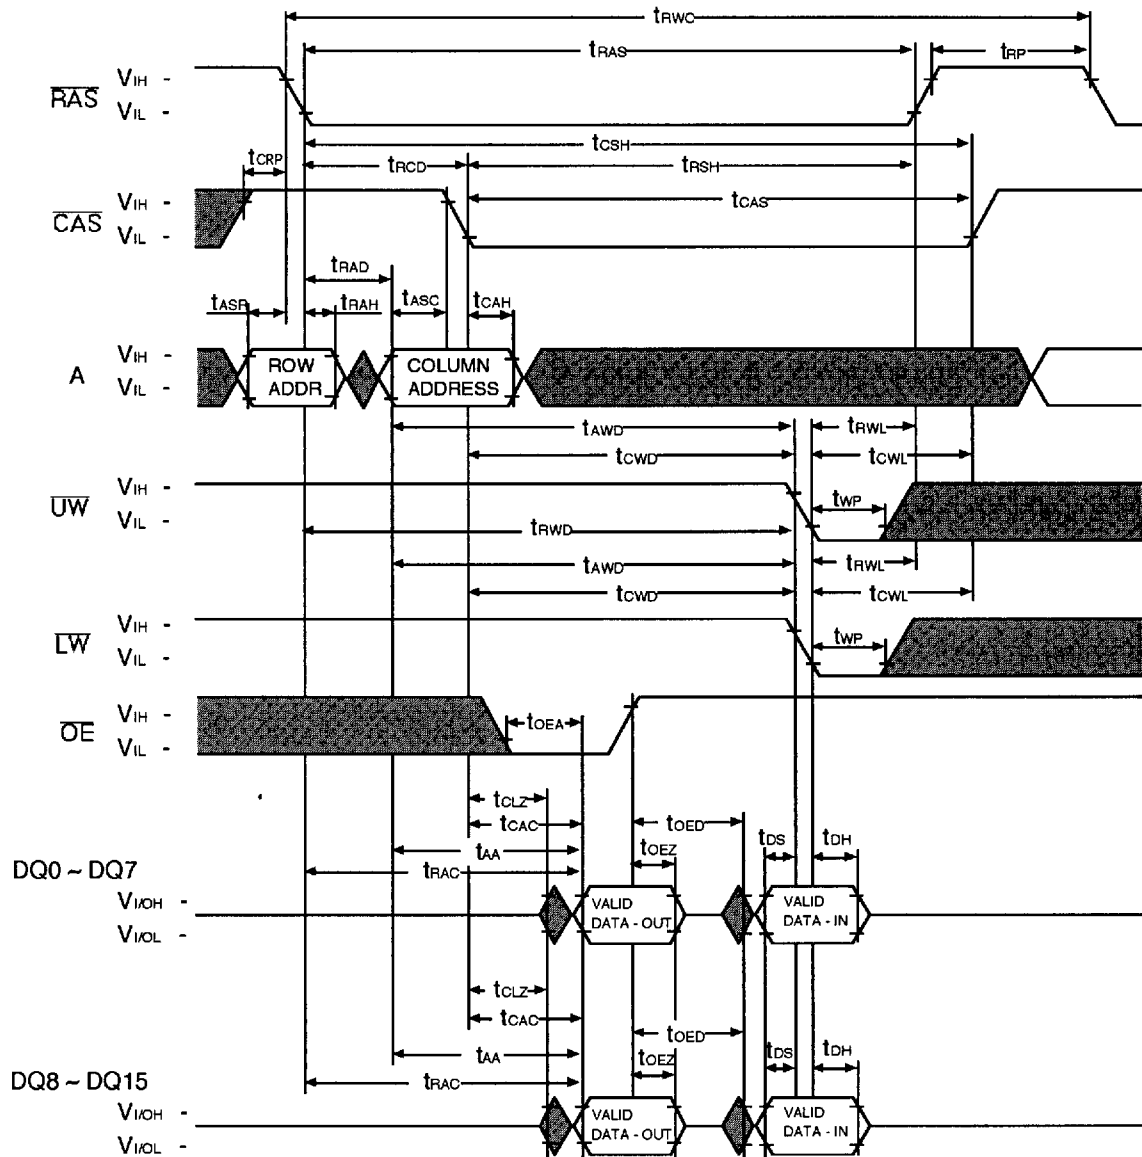 tRWC
tRAS
tRP
RAS
VIH -
VIL -
tCSH
tCRP
tRCD
tRSH
CAS
VIH -
VIL -
tCAS
tRAD
tASR
tRAH
tASC
tCAH
A
VIH -
VIL -
ROW
ADDR
COLUMN
ADDRESS
tAWD
tRWL
tCWD
tCWL
UW
VIH -
VIL -
tWP
tRWD
tAWD
tRWL
tCWD
tCWL
LW
VIH -
VIL -
tWP
OE
VIH -
VIL -
tOEA
tCLZ
tCAC
tOED
tAA
tOEZ
tDS
tDH
tRAC
DQ0 ~ DQ7
VI/OH -
VI/OL -
VALID
DATA - OUT
VALID
DATA - IN
tCLZ
tCAC
tOED
tAA
tOEZ
tDS
tDH
tRAC
DQ8 ~ DQ15
VI/OH -
VI/OL -
VALID
DATA - OUT
VALID
DATA - IN